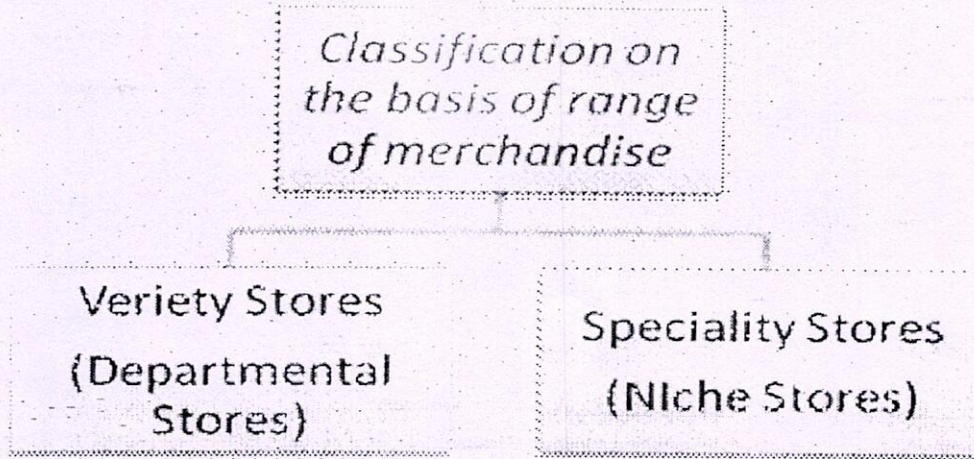 Classification on
the basis of range
of merchandise
Veriety Stores
(Departmental
Stores)
Speciality Stores
(NIche Stores)